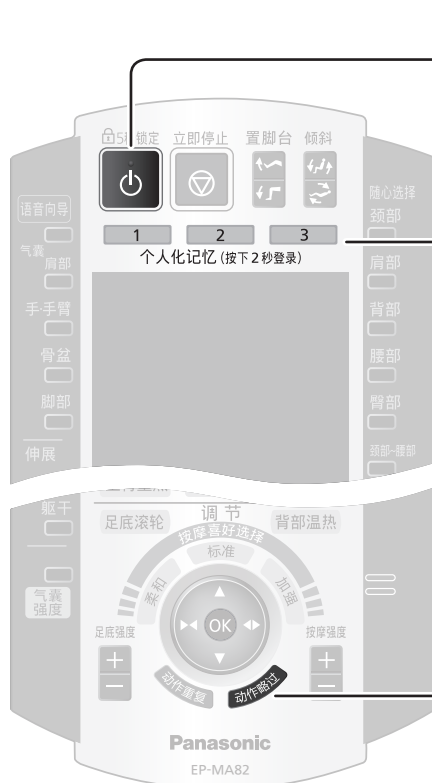 5秒锁定 立即停止 置脚台 倾斜
1 2 3
个人化记忆 (按下2秒登录)
语音向导
气囊
肩部
手·手臂
骨盆
脚部
伸展
躯干
气囊
强度
随心选择
颈部
肩部
背部
腰部
臀部
颈部~腰部
足底滚轮
调节
背部温热
按摩喜好选择
标准
柔和
加强
OK
足底强度
按摩强度
动作重复
动作略过
Panasonic
EP-MA82